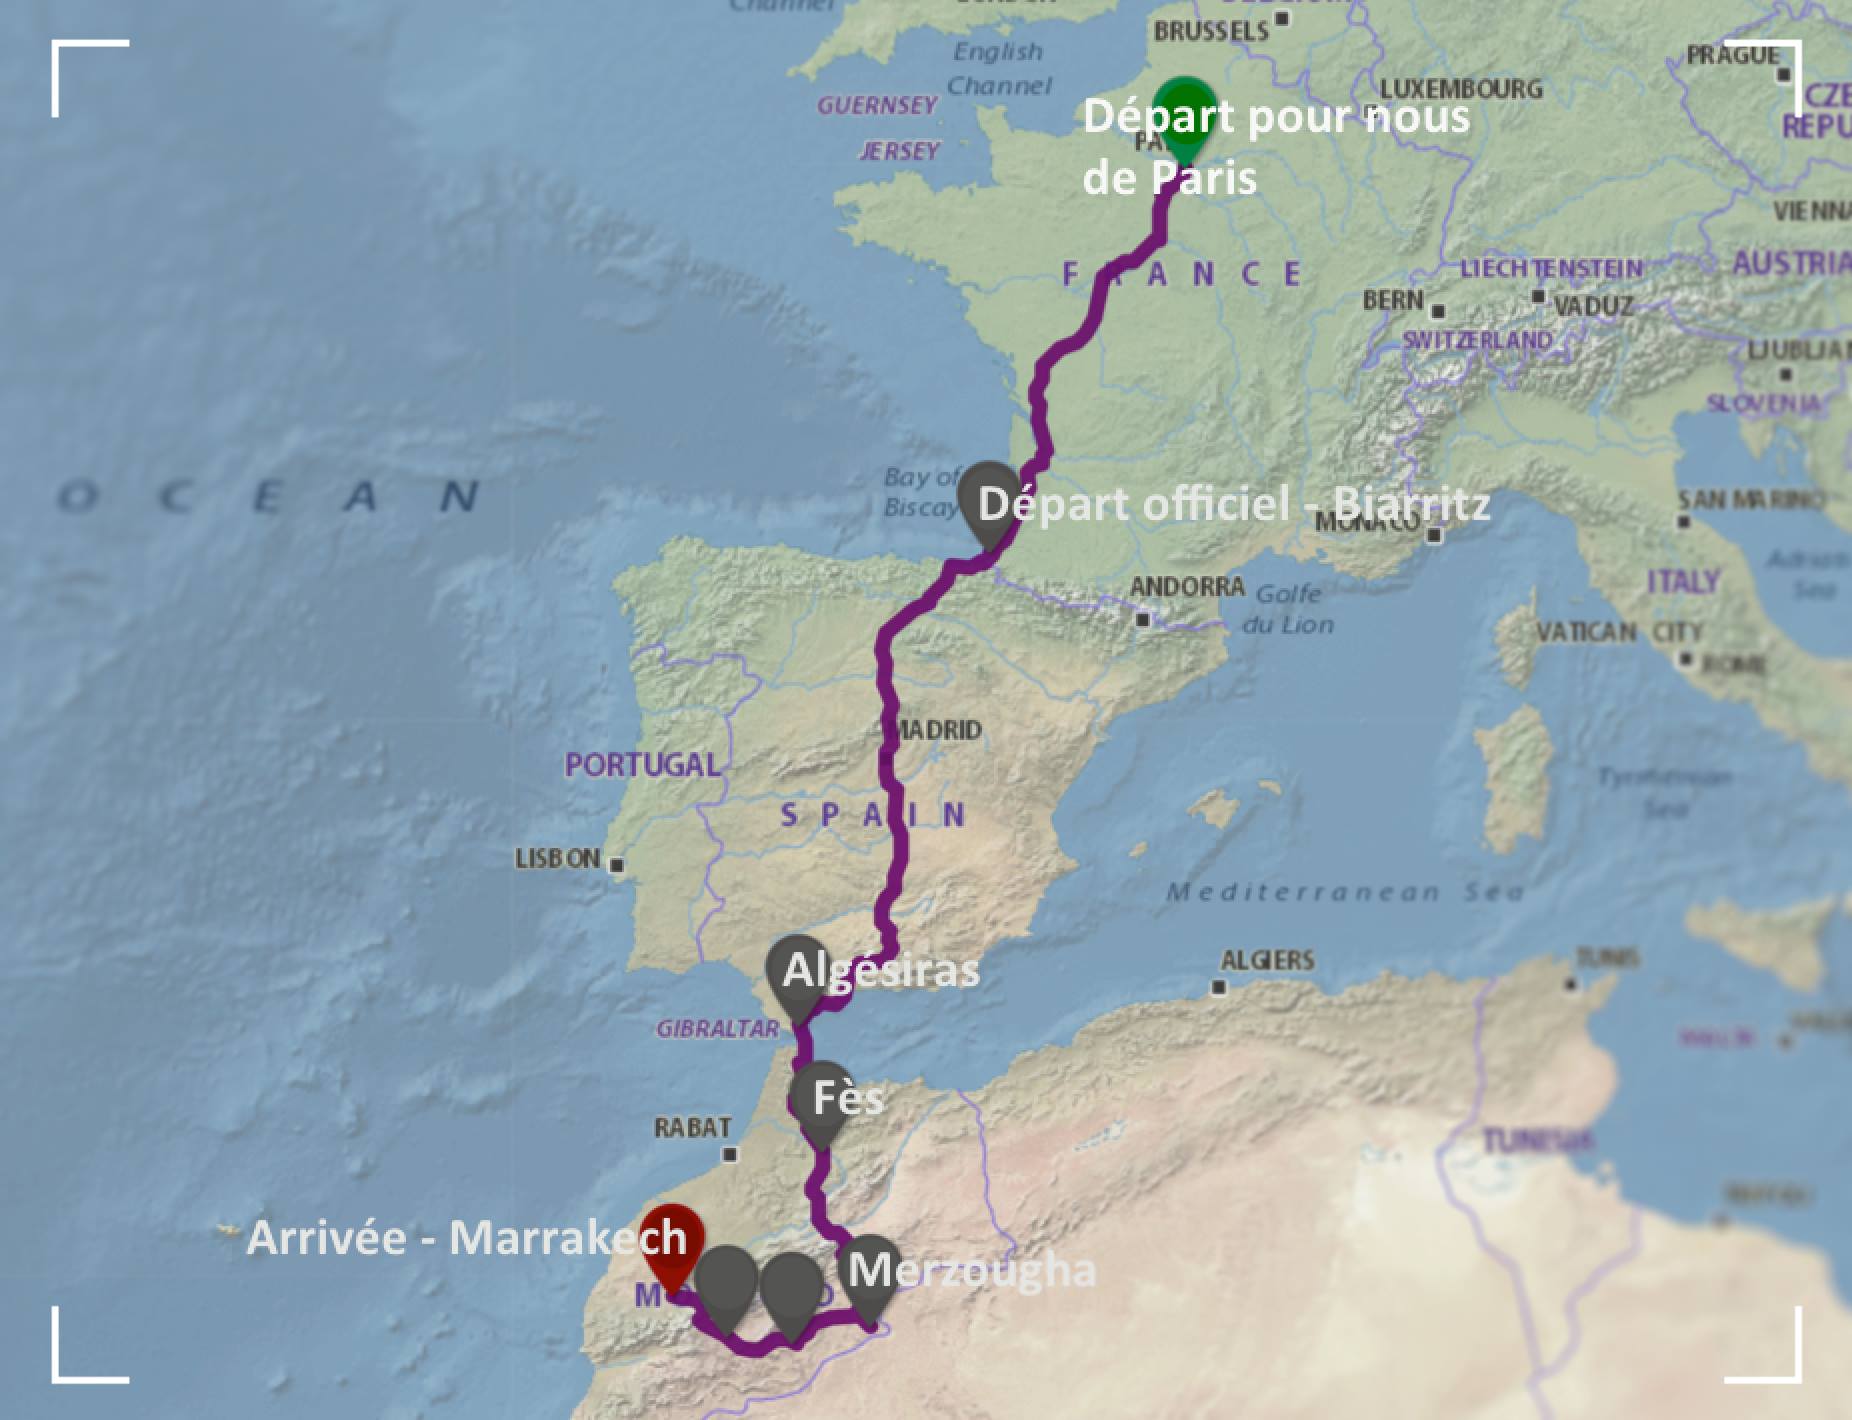 Channel
BELGIUM
BRUSSELS
English
Channel
PRAGUE
LUXEMBOURG
CZE
REPU
GUERNSEY
Départ pour nous
JERSEY
de Paris
VIENNA
F A N C E
LIECHTENSTEIN
AUSTRIA
BERN
VADUZ
SWITZERLAND
LJUBLJAN
SLOVENIA
Bay of
Biscay
O C E A N
Départ officiel - Biarritz
SAN MARINO
MONACO
Sea
ANDORRA
Golfe
du Lion
ITALY
VATICAN CITY
ROME
MADRID
PORTUGAL
Tyrrhenian
Sea
S P A I N
LISBON
Mediterranean Sea
Algésiras
ALGIERS
TUNIS
GIBRALTAR
Fès
RABAT
TUNISIA
Arrivée - Marrakech
Merzougha
M